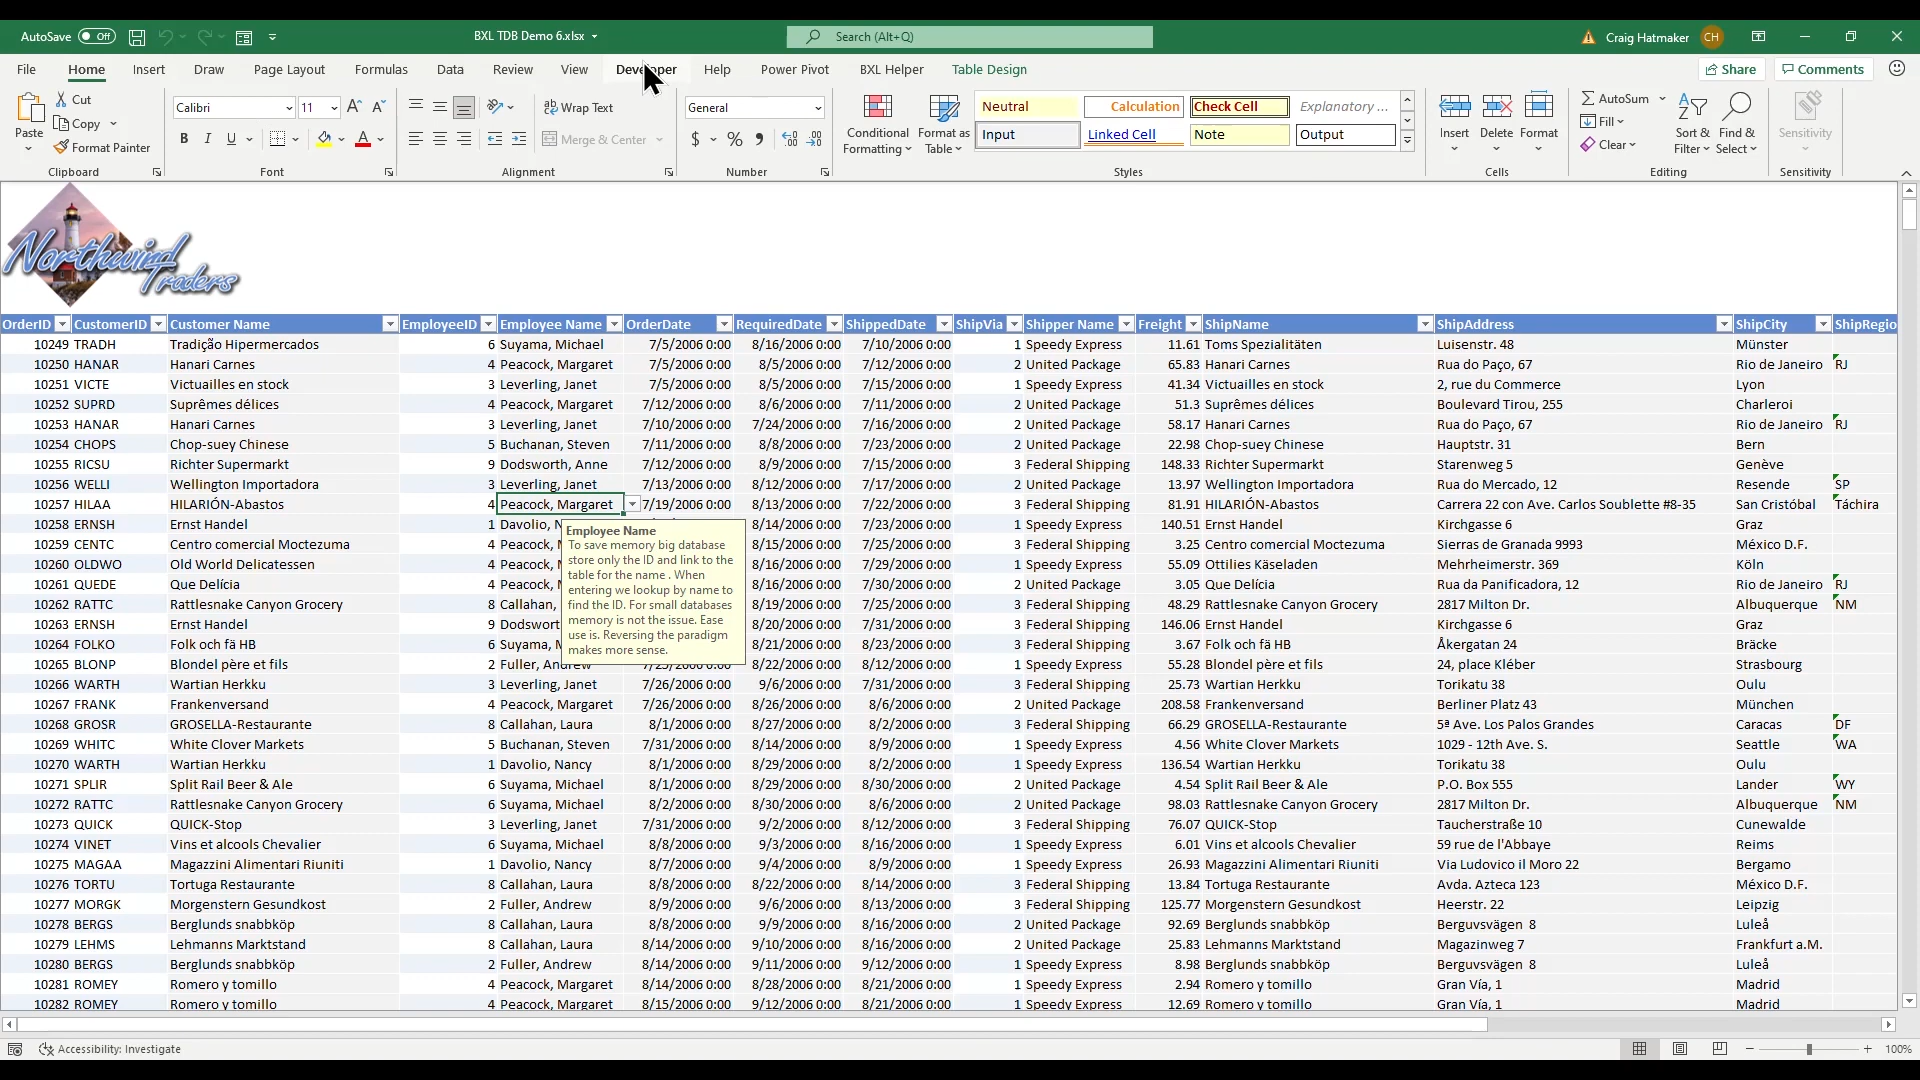 AutoSave Off BXL TDB Demo 6.xlsx Search (Alt+Q) Craig Hatmaker CH
File Home Insert Draw Page Layout Formulas Data Review View Developer Help Power Pivot BXL Helper Table Design Share Comments
Paste Cut Copy Format Painter Clipboard
Calibri 11 B I U A A A Font
Wrap Text Merge & Center Alignment
General $ % Number
Conditional Formatting Format as Table
Neutral Calculation Check Cell Explanatory ...
Input Linked Cell Note Output
Styles
Insert Delete Format Cells
AutoSum Fill Clear Sort & Filter Find & Select Editing
Sensitivity Sensitivity
Northwind Traders
OrderID CustomerID Customer Name EmployeeID Employee Name OrderDate RequiredDate ShippedDate ShipVia Shipper Name Freight ShipName ShipAddress ShipCity ShipRegio
10249 TRADH Tradição Hipermercados 6 Suyama, Michael 7/5/2006 0:00 8/16/2006 0:00 7/10/2006 0:00 1 Speedy Express 11.61 Toms Spezialitäten Luisenstr. 48 Münster
10250 HANAR Hanari Carnes 4 Peacock, Margaret 7/5/2006 0:00 8/5/2006 0:00 7/12/2006 0:00 2 United Package 65.83 Hanari Carnes Rua do Paço, 67 Rio de Janeiro RJ
10251 VICTE Victuailles en stock 3 Leverling, Janet 7/5/2006 0:00 8/5/2006 0:00 7/15/2006 0:00 1 Speedy Express 41.34 Victuailles en stock 2, rue du Commerce Lyon
10252 SUPRD Suprêmes délices 4 Peacock, Margaret 7/12/2006 0:00 8/6/2006 0:00 7/11/2006 0:00 2 United Package 51.3 Suprêmes délices Boulevard Tirou, 255 Charleroi
10253 HANAR Hanari Carnes 3 Leverling, Janet 7/10/2006 0:00 7/24/2006 0:00 7/16/2006 0:00 2 United Package 58.17 Hanari Carnes Rua do Paço, 67 Rio de Janeiro RJ
10254 CHOPS Chop-suey Chinese 5 Buchanan, Steven 7/11/2006 0:00 8/8/2006 0:00 7/23/2006 0:00 2 United Package 22.98 Chop-suey Chinese Hauptstr. 31 Bern
10255 RICSU Richter Supermarkt 9 Dodsworth, Anne 7/12/2006 0:00 8/9/2006 0:00 7/15/2006 0:00 3 Federal Shipping 148.33 Richter Supermarkt Starenweg 5 Genève
10256 WELLI Wellington Importadora 3 Leverling, Janet 7/13/2006 0:00 8/12/2006 0:00 7/17/2006 0:00 2 United Package 13.97 Wellington Importadora Rua do Mercado, 12 Resende SP
10257 HILAA HILARIÓN-Abastos 4 Peacock, Margaret 7/19/2006 0:00 8/13/2006 0:00 7/22/2006 0:00 3 Federal Shipping 81.91 HILARIÓN-Abastos Carrera 22 con Ave. Carlos Soublette #8-35 San Cristóbal Táchira
10258 ERNSH Ernst Handel 1 Davolio, N 8/14/2006 0:00 7/23/2006 0:00 1 Speedy Express 140.51 Ernst Handel Kirchgasse 6 Graz
10259 CENTC Centro comercial Moctezuma 4 Peacock, M 8/15/2006 0:00 7/25/2006 0:00 3 Federal Shipping 3.25 Centro comercial Moctezuma Sierras de Granada 9993 México D.F.
10260 OLDWO Old World Delicatessen 4 Peacock, M 8/16/2006 0:00 7/29/2006 0:00 1 Speedy Express 55.09 Ottilies Käseladen Mehrheimerstr. 369 Köln
10261 QUEDE Que Delícia 4 Peacock, M 8/16/2006 0:00 7/30/2006 0:00 2 United Package 3.05 Que Delícia Rua da Panificadora, 12 Rio de Janeiro RJ
10262 RATTC Rattlesnake Canyon Grocery 8 Callahan, 8/19/2006 0:00 7/25/2006 0:00 3 Federal Shipping 48.29 Rattlesnake Canyon Grocery 2817 Milton Dr. Albuquerque NM
10263 ERNSH Ernst Handel 9 Dodswort 8/20/2006 0:00 7/31/2006 0:00 3 Federal Shipping 146.06 Ernst Handel Kirchgasse 6 Graz
10264 FOLKO Folk och fä HB 6 Suyama, M 8/21/2006 0:00 8/23/2006 0:00 3 Federal Shipping 3.67 Folk och fä HB Åkergatan 24 Bräcke
10265 BLONP Blondel père et fils 2 Fuller, Andrew 7/25/2006 0:00 8/22/2006 0:00 8/12/2006 0:00 1 Speedy Express 55.28 Blondel père et fils 24, place Kléber Strasbourg
Employee Name
To save memory big database
store only the ID and link to the
table for the name . When
entering we lookup by name to
find the ID. For small databases
memory is not the issue. Ease
use is. Reversing the paradigm
makes more sense.
10266 WARTH Wartian Herkku 3 Leverling, Janet 7/26/2006 0:00 9/6/2006 0:00 7/31/2006 0:00 3 Federal Shipping 25.73 Wartian Herkku Torikatu 38 Oulu
10267 FRANK Frankenversand 4 Peacock, Margaret 7/26/2006 0:00 8/26/2006 0:00 8/6/2006 0:00 2 United Package 208.58 Frankenversand Berliner Platz 43 München
10268 GROSR GROSELLA-Restaurante 8 Callahan, Laura 8/1/2006 0:00 8/27/2006 0:00 8/2/2006 0:00 3 Federal Shipping 66.29 GROSELLA-Restaurante 5ª Ave. Los Palos Grandes Caracas DF
10269 WHITC White Clover Markets 5 Buchanan, Steven 7/31/2006 0:00 8/14/2006 0:00 8/9/2006 0:00 1 Speedy Express 4.56 White Clover Markets 1029 - 12th Ave. S. Seattle WA
10270 WARTH Wartian Herkku 1 Davolio, Nancy 8/1/2006 0:00 8/29/2006 0:00 8/2/2006 0:00 1 Speedy Express 136.54 Wartian Herkku Torikatu 38 Oulu
10271 SPLIR Split Rail Beer & Ale 6 Suyama, Michael 8/1/2006 0:00 8/29/2006 0:00 8/30/2006 0:00 2 United Package 4.54 Split Rail Beer & Ale P.O. Box 555 Lander WY
10272 RATTC Rattlesnake Canyon Grocery 6 Suyama, Michael 8/2/2006 0:00 8/30/2006 0:00 8/6/2006 0:00 2 United Package 98.03 Rattlesnake Canyon Grocery 2817 Milton Dr. Albuquerque NM
10273 QUICK QUICK-Stop 3 Leverling, Janet 7/31/2006 0:00 9/2/2006 0:00 8/12/2006 0:00 3 Federal Shipping 76.07 QUICK-Stop Taucherstraße 10 Cunewalde
10274 VINET Vins et alcools Chevalier 6 Suyama, Michael 8/8/2006 0:00 9/3/2006 0:00 8/16/2006 0:00 1 Speedy Express 6.01 Vins et alcools Chevalier 59 rue de l'Abbaye Reims
10275 MAGAA Magazzini Alimentari Riuniti 1 Davolio, Nancy 8/7/2006 0:00 9/4/2006 0:00 8/9/2006 0:00 1 Speedy Express 26.93 Magazzini Alimentari Riuniti Via Ludovico il Moro 22 Bergamo
10276 TORTU Tortuga Restaurante 8 Callahan, Laura 8/8/2006 0:00 8/22/2006 0:00 8/14/2006 0:00 3 Federal Shipping 13.84 Tortuga Restaurante Avda. Azteca 123 México D.F.
10277 MORGK Morgenstern Gesundkost 2 Fuller, Andrew 8/9/2006 0:00 9/6/2006 0:00 8/13/2006 0:00 3 Federal Shipping 125.77 Morgenstern Gesundkost Heerstr. 22 Leipzig
10278 BERGS Berglunds snabbköp 8 Callahan, Laura 8/8/2006 0:00 9/9/2006 0:00 8/16/2006 0:00 2 United Package 92.69 Berglunds snabbköp Berguvsvägen 8 Luleå
10279 LEHMS Lehmanns Marktstand 8 Callahan, Laura 8/14/2006 0:00 9/10/2006 0:00 8/16/2006 0:00 2 United Package 25.83 Lehmanns Marktstand Magazinweg 7 Frankfurt a.M.
10280 BERGS Berglunds snabbköp 2 Fuller, Andrew 8/14/2006 0:00 9/11/2006 0:00 9/12/2006 0:00 1 Speedy Express 8.98 Berglunds snabbköp Berguvsvägen 8 Luleå
10281 ROMEY Romero y tomillo 4 Peacock, Margaret 8/14/2006 0:00 8/28/2006 0:00 8/21/2006 0:00 1 Speedy Express 2.94 Romero y tomillo Gran Vía, 1 Madrid
10282 ROMEY Romero y tomillo 4 Peacock, Margaret 8/15/2006 0:00 9/12/2006 0:00 8/21/2006 0:00 1 Speedy Express 12.69 Romero y tomillo Gran Vía, 1 Madrid
Accessibility: Investigate 100%